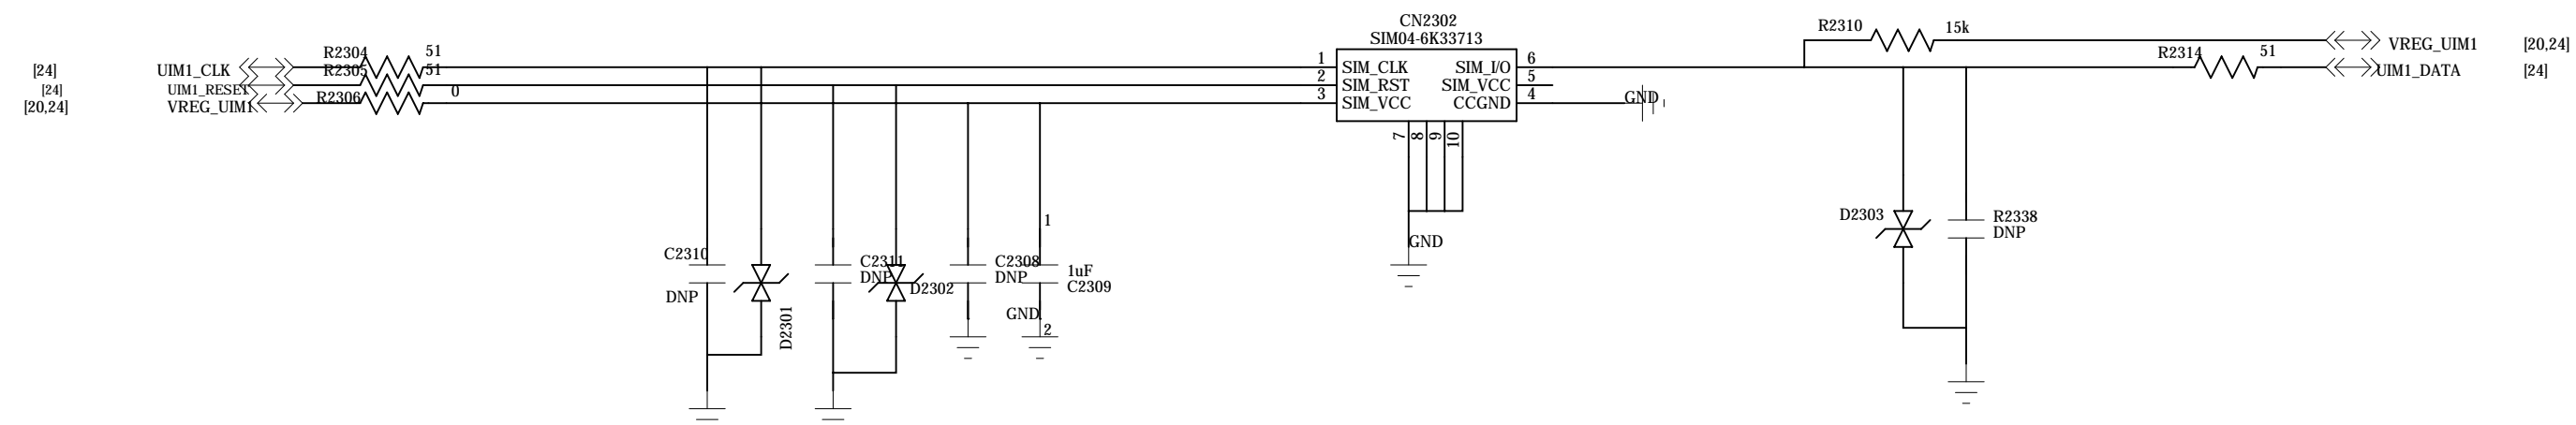 CN2302
SIM04-6K33713
R2310 15k
VREG_UIM1 [20,24]
R2304 51
[24] UIM1_CLK
R2305 51
[24] UIM1_RESET
R2306 0
[20,24] VREG_UIM1
1 SIM_CLK SIM_I/O 6
2 SIM_RST SIM_VCC 5
3 SIM_VCC CCGND 4
GND
R2314 51
UIM1_DATA [24]
7 8 9 10
GND
C2310
DNP
D2301
C2311
DNP
D2302
C2308
DNP
1
1uF
C2309
GND
2
D2303
R2338
DNP